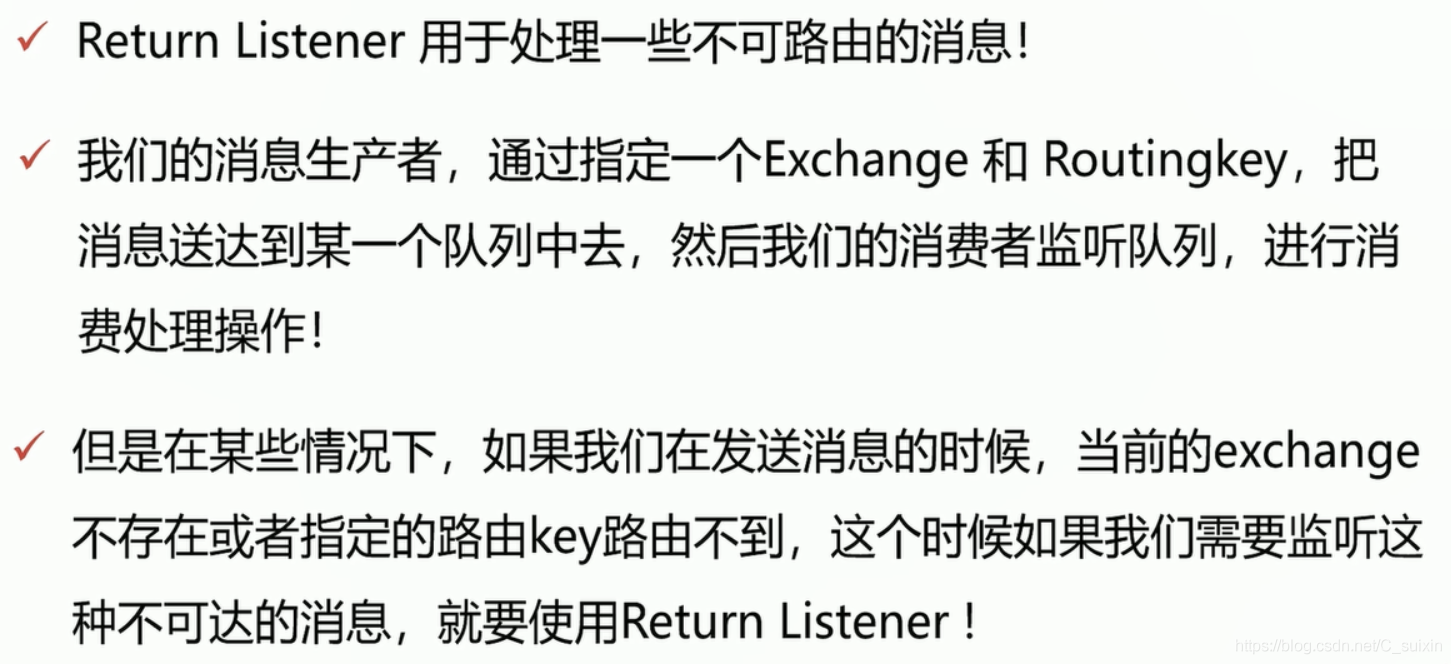 ✓ Return Listener 用于处理一些不可路由的消息！
✓ 我们的消息生产者，通过指定一个Exchange 和 Routingkey，把
消息送达到某一个队列中去，然后我们的消费者监听队列，进行消
费处理操作！
✓ 但是在某些情况下，如果我们在发送消息的时候，当前的exchange
不存在或者指定的路由key路由不到，这个时候如果我们需要监听这
种不可达的消息，就要使用Return Listener！
https://blog.csdn.net/C_suixin